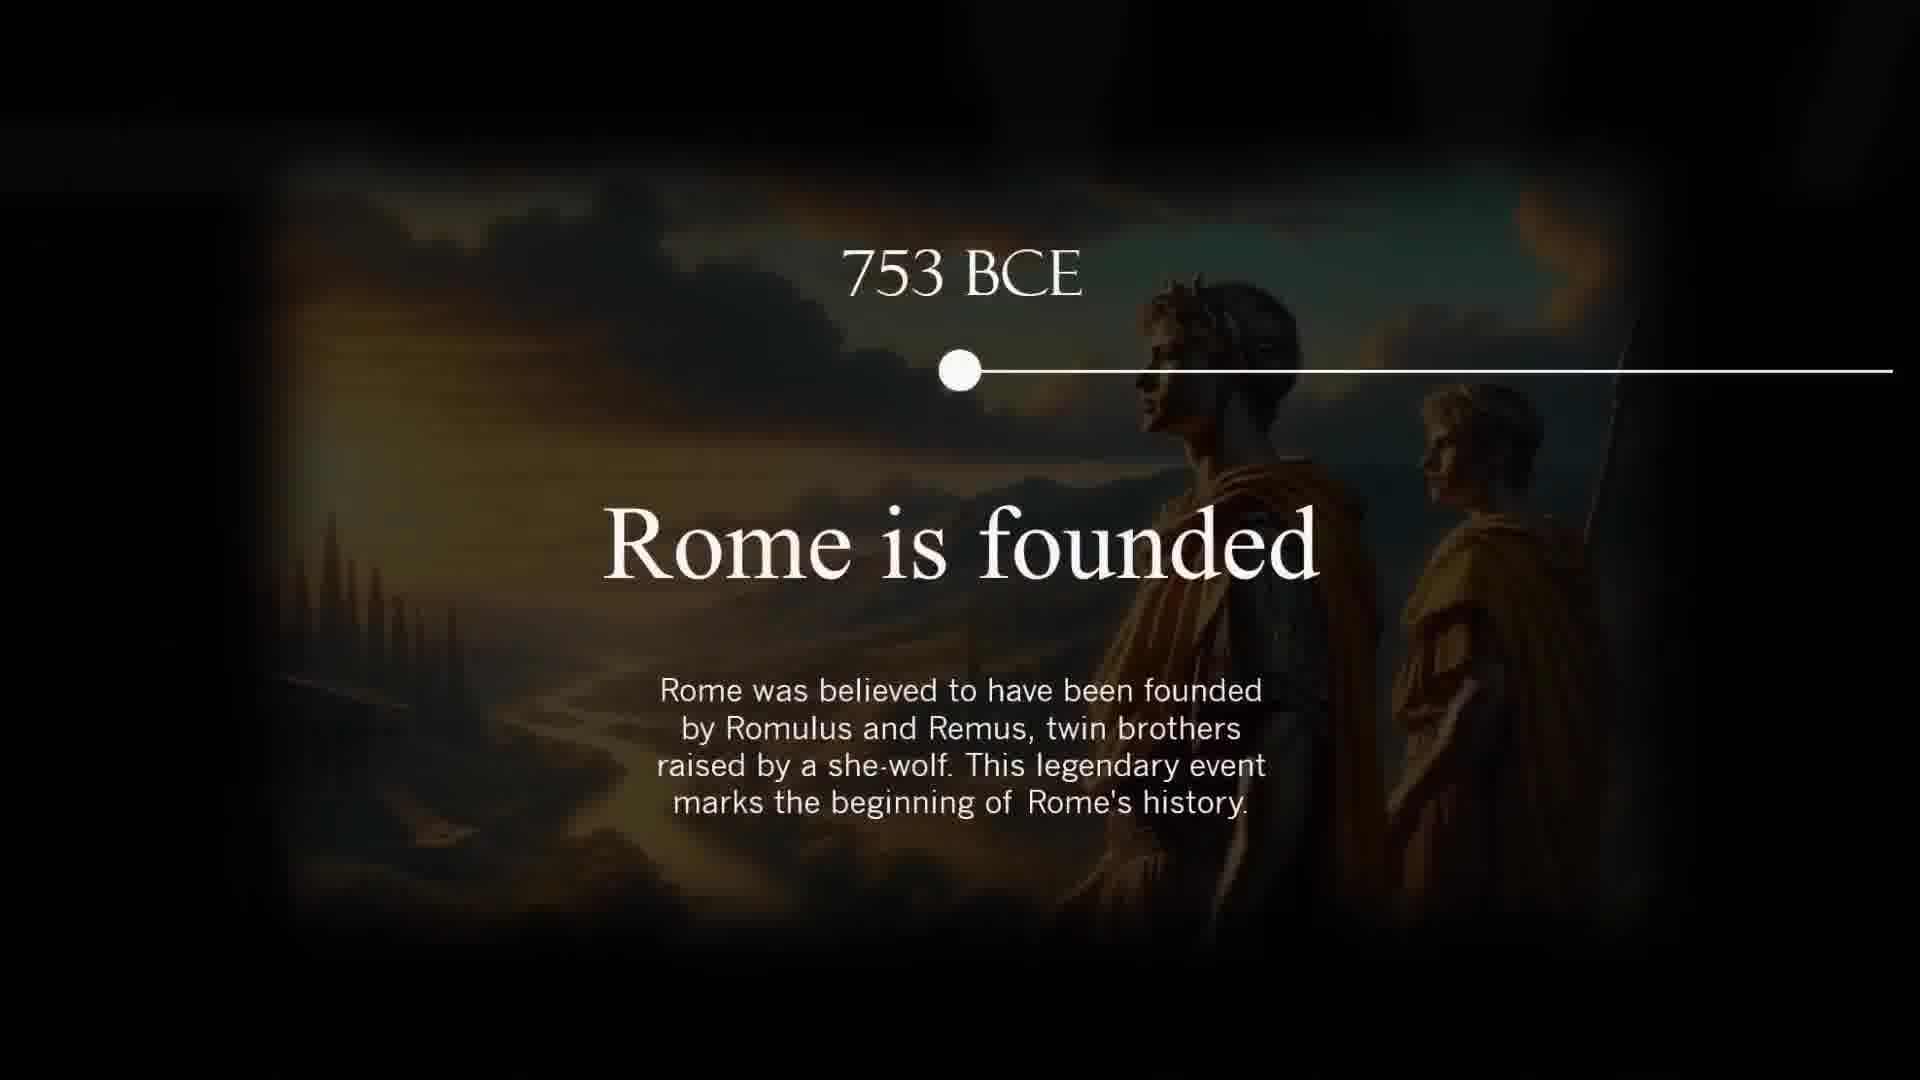 753 BCE
Rome is founded
Rome was believed to have been founded
by Romulus and Remus, twin brothers
raised by a she-wolf. This legendary event
marks the beginning of Rome's history.